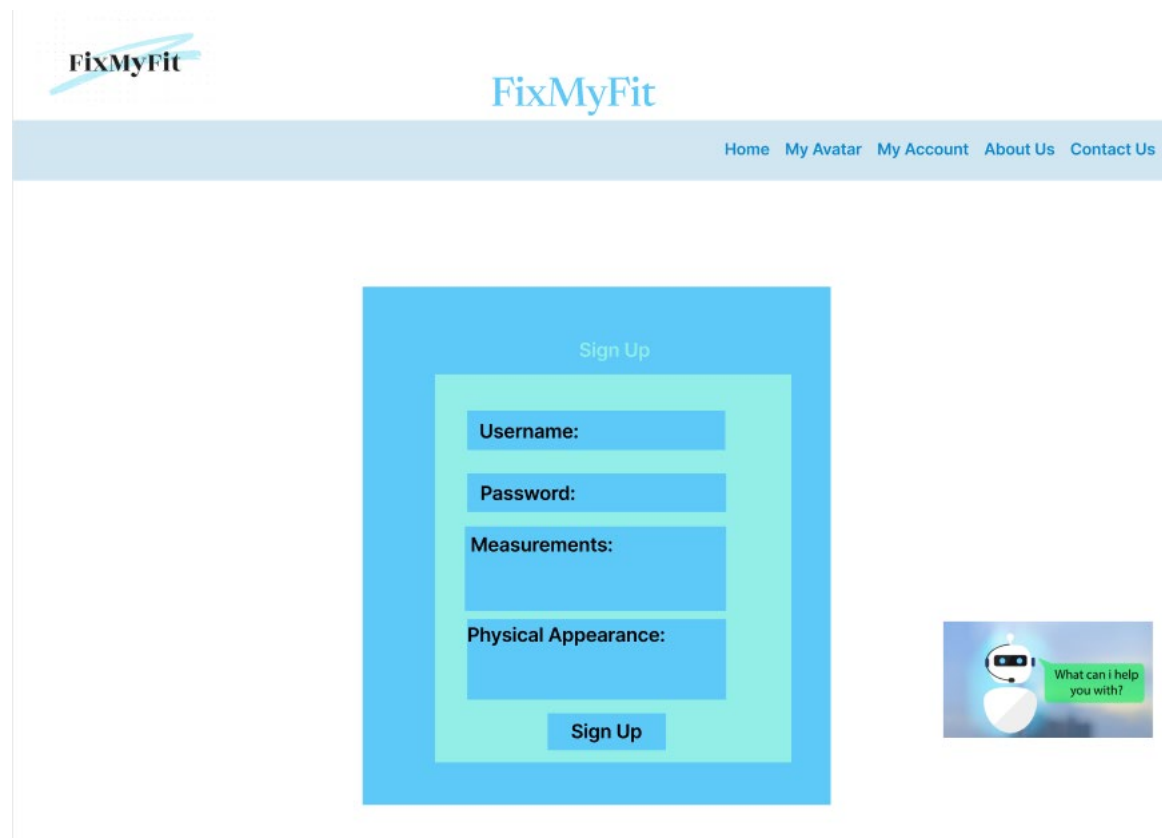 FixMyFit
FixMyFit
Home My Avatar My Account About Us Contact Us
Sign Up
Username:
Password:
Measurements:
Physical Appearance:
What can i help
you with?
Sign Up